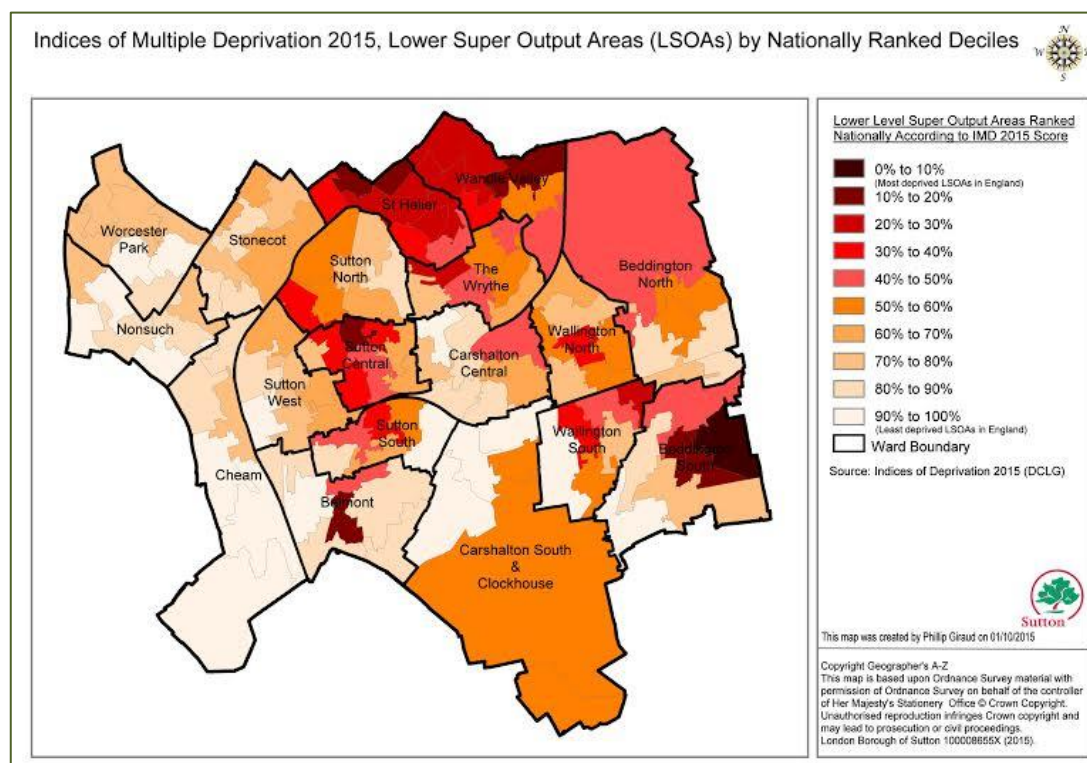 Indices of Multiple Deprivation 2015, Lower Super Output Areas (LSOAs) by Nationally Ranked Deciles
N
W
S
Worcester
Park
Stonecot
St Helier
Wandle Valley
Sutton
North
The
Wrythe
Beddington
North
Nonsuch
Sutton
Central
Carshalton
Central
Wallington
North
Sutton
West
Sutton
South
Wallington
South
Beddington
South
Cheam
Belmont
Carshalton South
&
Clockhouse
Lower Level Super Output Areas Ranked
Nationally According to IMD 2015 Score
0% to 10%
(Most deprived LSOAs in England)
10% to 20%
20% to 30%
30% to 40%
40% to 50%
50% to 60%
60% to 70%
70% to 80%
80% to 90%
90% to 100%
(Least deprived LSOAs in England)
Ward Boundary
Source: Indices of Deprivation 2015 (DCLG)
Sutton
This map was created by Phillip Giraud on 01/10/2015
Copyright Geographer's A-Z
This map is based upon Ordnance Survey material with
permission of Ordnance Survey on behalf of the controller
of Her Majesty's Stationery Office © Crown Copyright.
Unauthorised reproduction infringes Crown copyright and
may lead to prosecution or civil proceedings.
London Borough of Sutton 100008655X (2015).